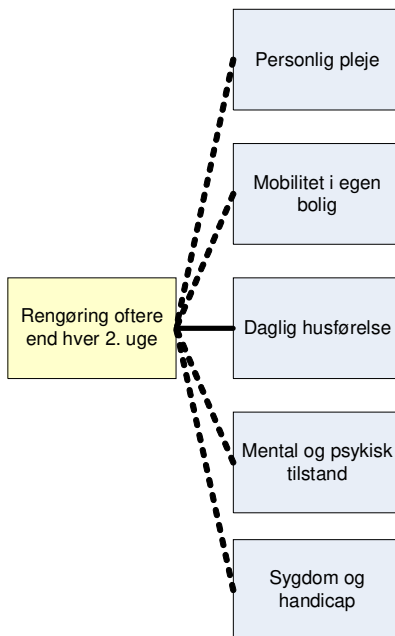 Personlig pleje
Mobilitet i egen
bolig
Rengøring oftere
end hver 2. uge
Daglig husførelse
Mental og psykisk
tilstand
Sygdom og
handicap